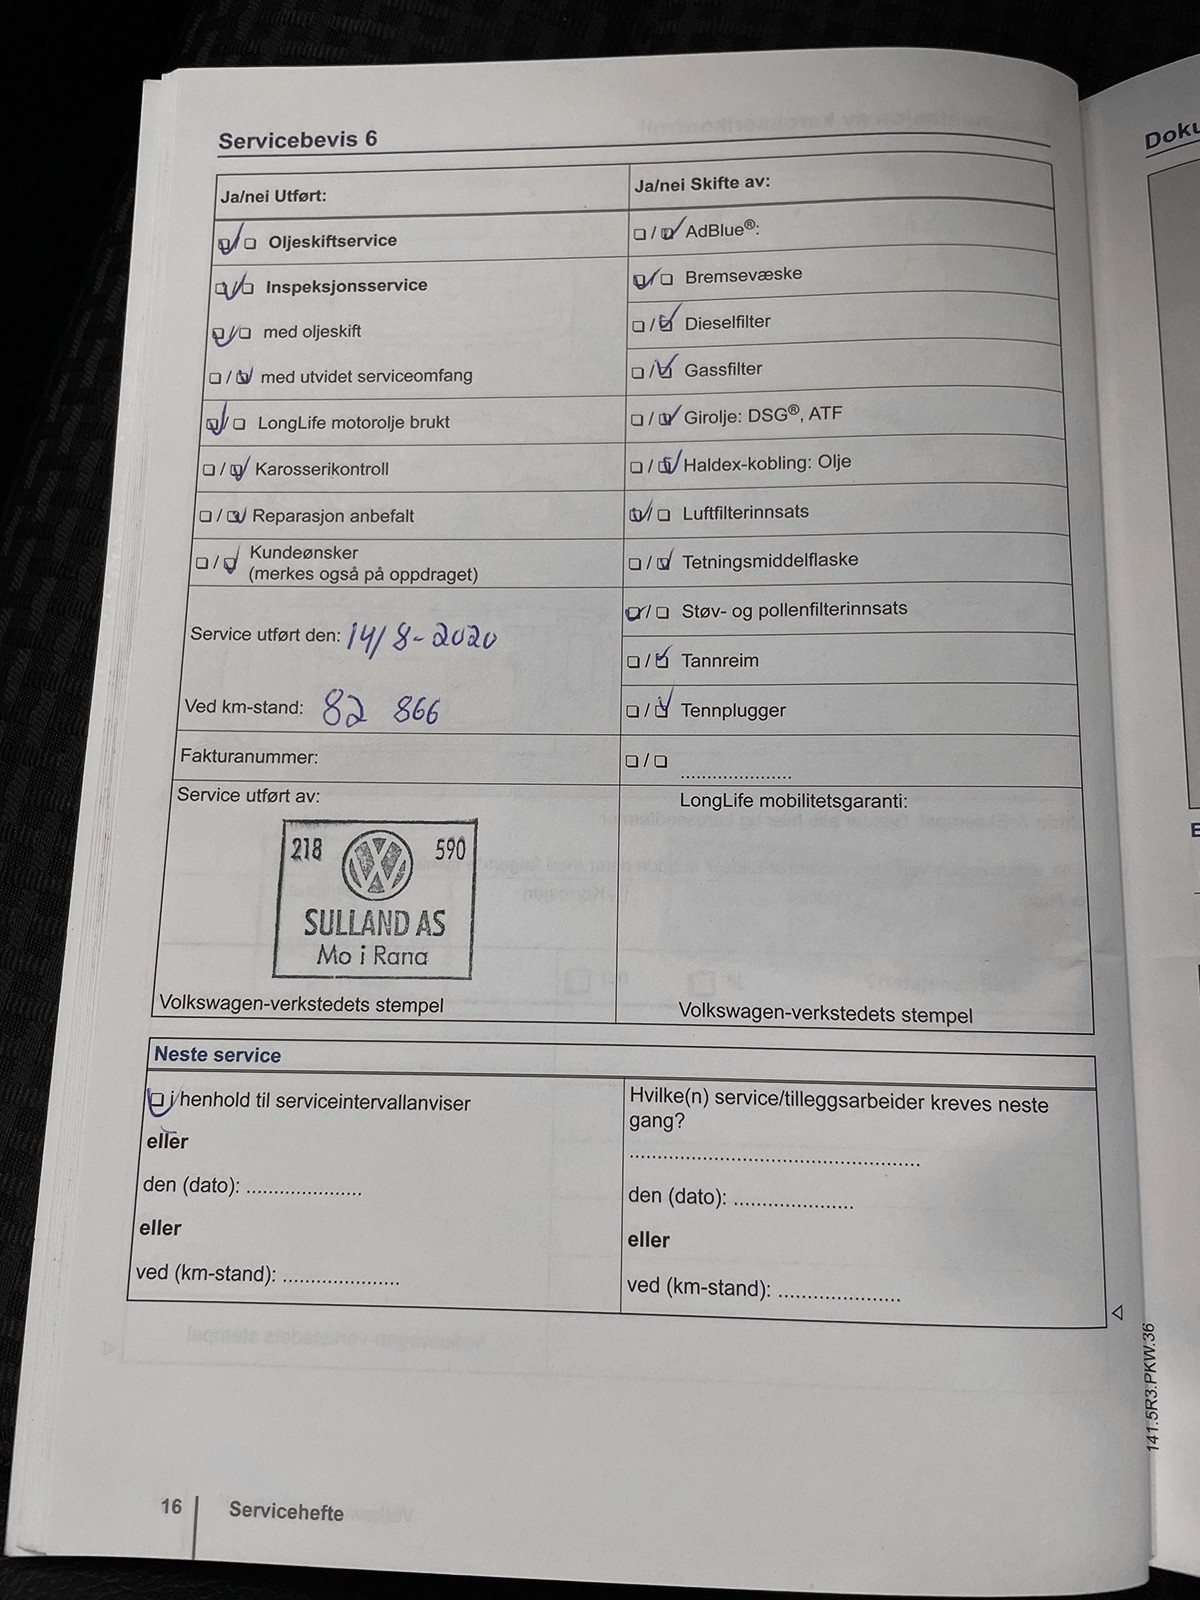 Servicebevis 6
Ja/nei Utført:
Oljeskiftservice
Inspeksjonsservice
med oljeskift
med utvidet serviceomfang
LongLife motorolje brukt
Karosserikontroll
Reparasjon anbefalt
Kundeønsker
(merkes også på oppdraget)
Service utført den: 14/8-2020
Ved km-stand: 82 866
Fakturanummer:
Service utført av:
218 590
SULLAND AS
Mo i Rana
Volkswagen-verkstedets stempel
Ja/nei Skifte av:
/ AdBlue®:
Bremsevæske
/ Dieselfilter
/ Gassfilter
/ Girolje: DSG®, ATF
/ Haldex-kobling: Olje
/ Luftfilterinnsats
/ Tetningsmiddelflaske
/ Støv- og pollenfilterinnsats
/ Tannreim
/ Tennplugger
/ .....................
LongLife mobilitetsgaranti:
Volkswagen-verkstedets stempel
Neste service
i henhold til serviceintervallanviser
eller
den (dato): .....................
eller
ved (km-stand): .....................
Hvilke(n) service/tilleggsarbeider kreves neste
gang?
.....................................................
den (dato): .....................
eller
ved (km-stand): .....................
141.5R3.PKW.36
16 Servicehefte
Doku